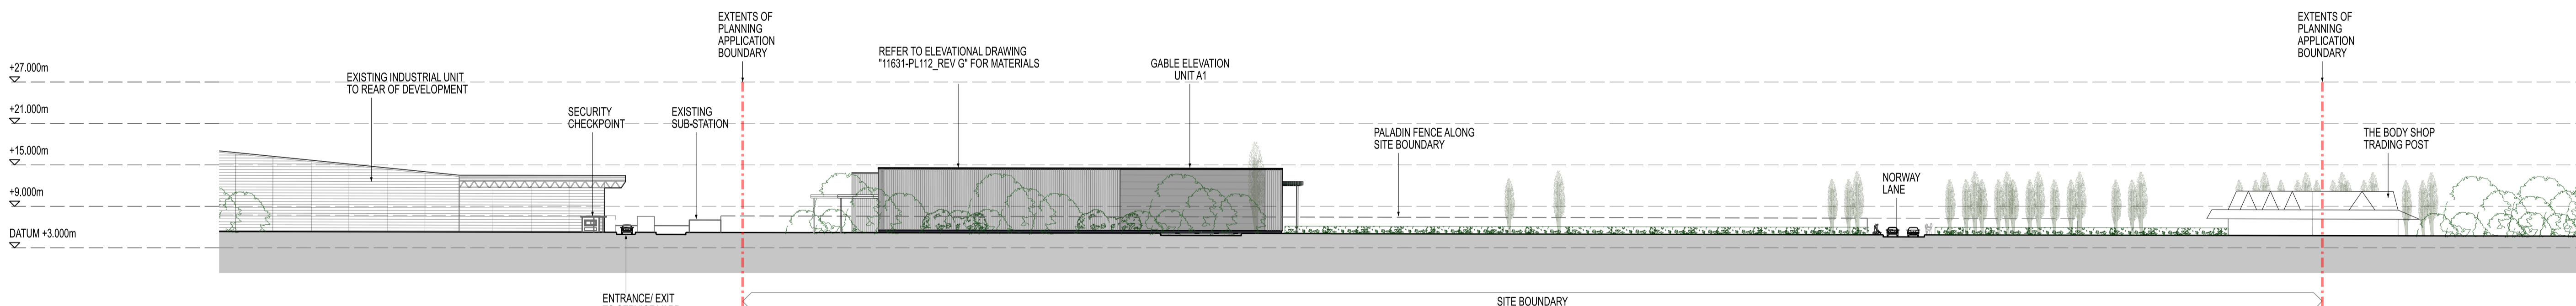 +27.000m
+21.000m
+15.000m
+9.000m
DATUM +3.000m
EXISTING INDUSTRIAL UNIT
TO REAR OF DEVELOPMENT
SECURITY
CHECKPOINT
EXISTING
SUB-STATION
ENTRANCE/ EXIT
EXTENTS OF
PLANNING
APPLICATION
BOUNDARY
REFER TO ELEVATIONAL DRAWING
"11631-PL112_REV G" FOR MATERIALS
GABLE ELEVATION
UNIT A1
PALADIN FENCE ALONG
SITE BOUNDARY
SITE BOUNDARY
NORWAY
LANE
EXTENTS OF
PLANNING
APPLICATION
BOUNDARY
THE BODY SHOP
TRADING POST